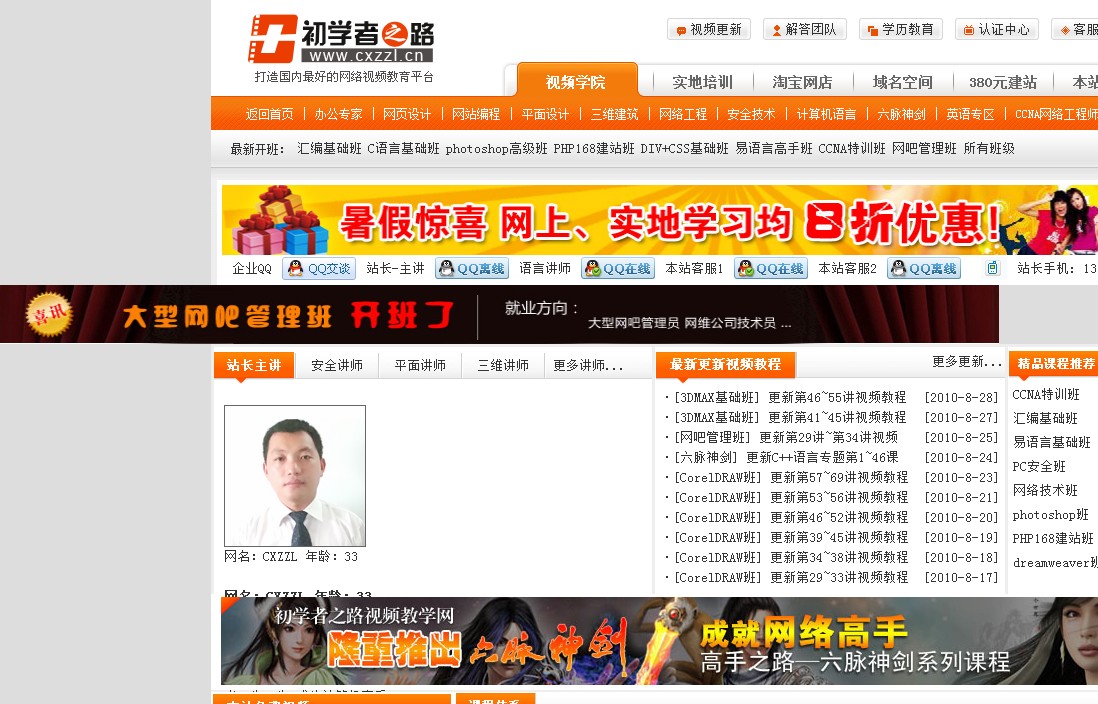 初学者之路
www.cxzzl.cn
打造国内最好的网络视频教育平台
视频更新 解答团队 学历教育 认证中心 客服
视频学院 实地培训 淘宝网店 域名空间 380元建站 本站
返回首页 办公专家 网页设计 网站编程 平面设计 三维建筑 网络工程 安全技术 计算机语言 六脉神剑 英语专区 CCNA网络工程师
最新开班： 汇编基础班 C语言基础班 photoshop高级班 PHP168建站班 DIV+CSS基础班 易语言高手班 CCNA特训班 网吧管理班 所有班级
暑假惊喜 网上、实地学习均 8折优惠!
企业QQ QQ交谈 站长-主讲 QQ离线 语言讲师 QQ在线 本站客服1 QQ在线 本站客服2 QQ离线 站长手机: 13
喜讯 大型网吧管理班 开班了 就业方向：
大型网吧管理员 网维公司技术员 ...
站长主讲 安全讲师 平面讲师 三维讲师 更多讲师...
网名: CXZZL 年龄: 33
网名: CXZZL 年龄: 33
最新更新视频教程 更多更新...
·[3DMAX基础班] 更新第46~55讲视频教程 [2010-8-28]
·[3DMAX基础班] 更新第41~45讲视频教程 [2010-8-27]
·[网吧管理班] 更新第29讲~第34讲视频 [2010-8-25]
·[六脉神剑] 更新C++语言专题第1~46课 [2010-8-24]
·[CorelDRAW班] 更新第57~69讲视频教程 [2010-8-23]
·[CorelDRAW班] 更新第53~56讲视频教程 [2010-8-21]
·[CorelDRAW班] 更新第46~52讲视频教程 [2010-8-20]
·[CorelDRAW班] 更新第39~45讲视频教程 [2010-8-19]
·[CorelDRAW班] 更新第34~38讲视频教程 [2010-8-18]
·[CorelDRAW班] 更新第29~33讲视频教程 [2010-8-17]
精品课程推荐
CCNA特训班
汇编基础班
易语言基础班
PC安全班
网络技术班
photoshop班
PHP168建站班
dreamweaver班
初学者之路视频教学网
隆重推出 六脉神剑 成就网络高手
高手之路—六脉神剑系列课程